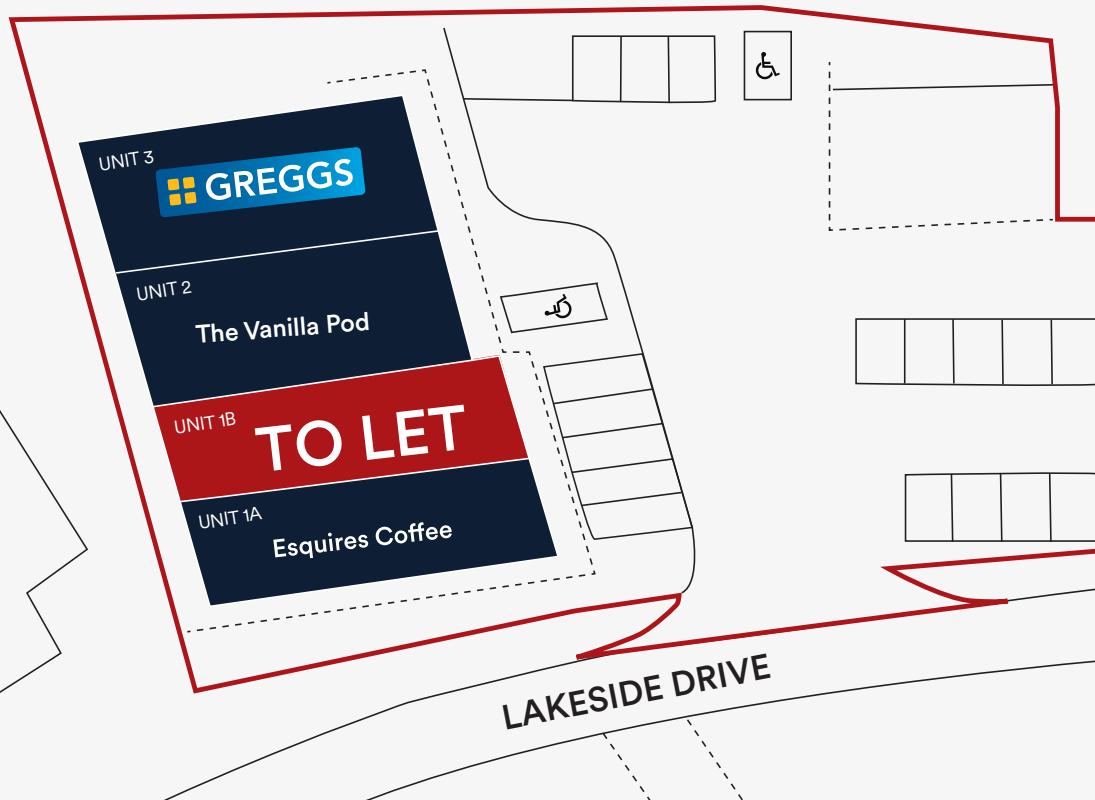 UNIT 3
GREGGS
UNIT 2
The Vanilla Pod
UNIT 1B
TO LET
UNIT 1A
Esquires Coffee
LAKESIDE DRIVE